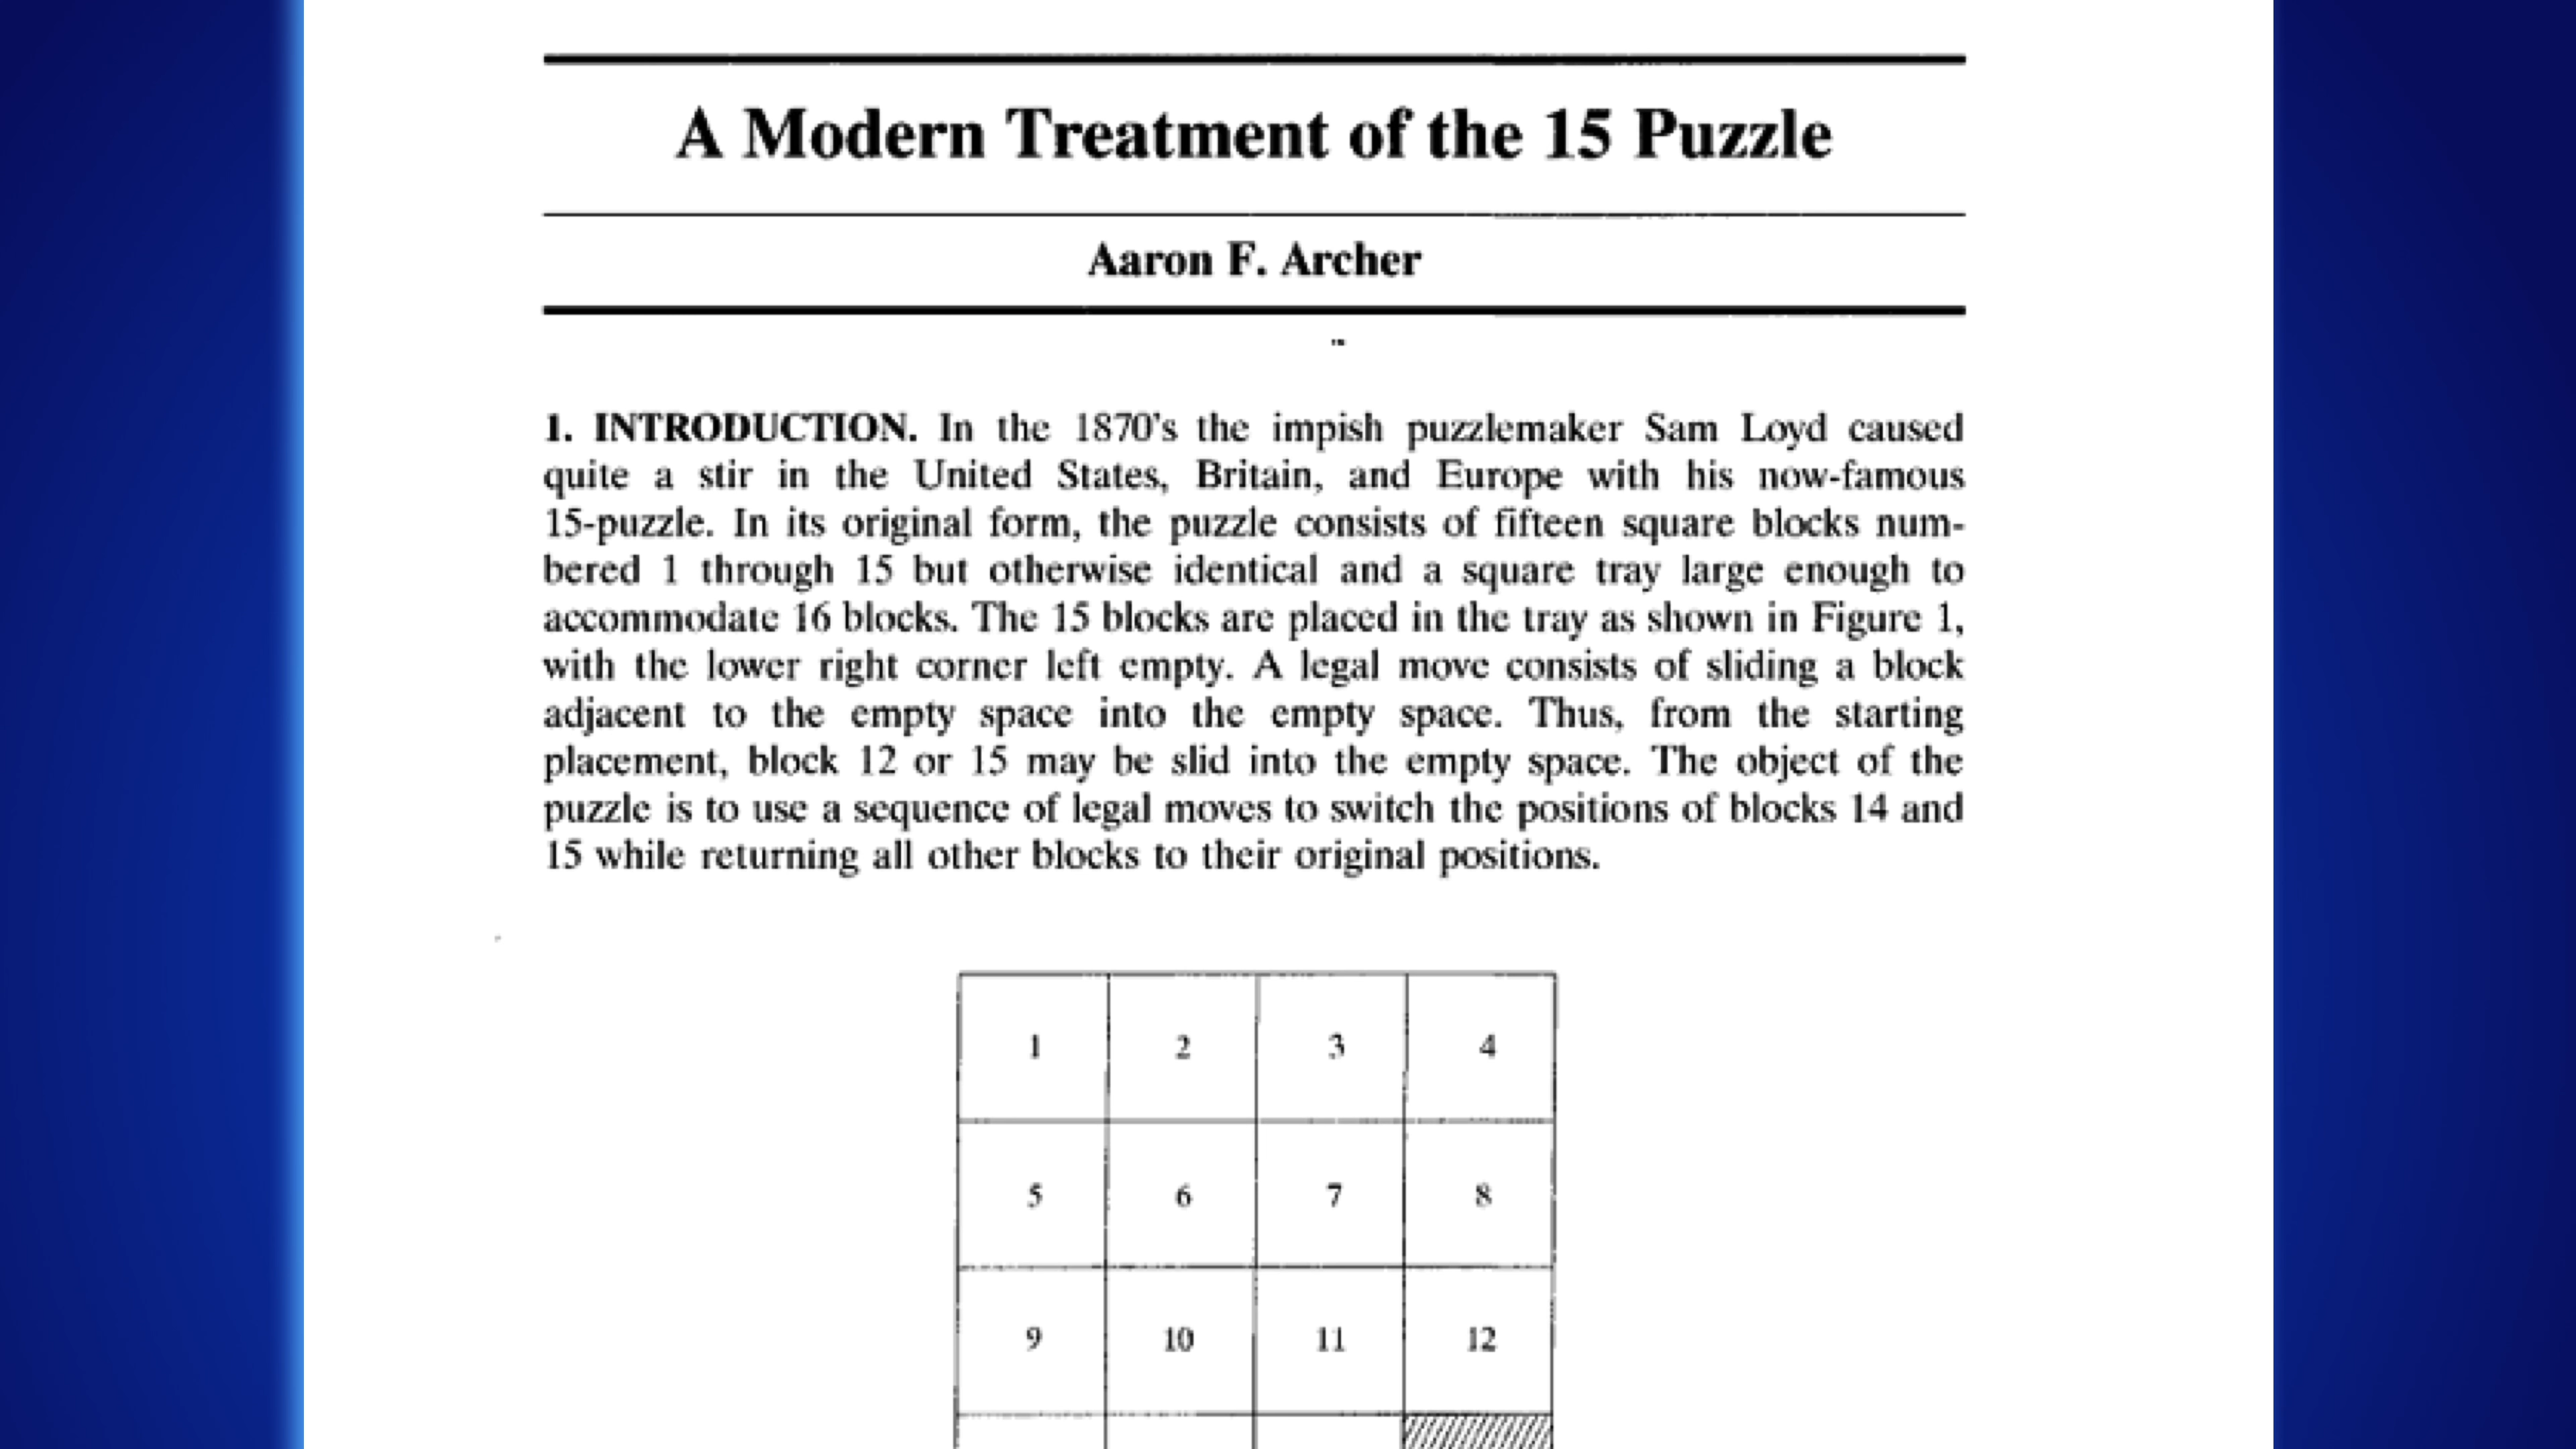 A Modern Treatment of the 15 Puzzle
Aaron F. Archer
1. INTRODUCTION. In the 1870's the impish puzzlemaker Sam Loyd caused
quite a stir in the United States, Britain, and Europe with his now-famous
15-puzzle. In its original form, the puzzle consists of fifteen square blocks num-
bered 1 through 15 but otherwise identical and a square tray large enough to
accommodate 16 blocks. The 15 blocks are placed in the tray as shown in Figure 1,
with the lower right corner left empty. A legal move consists of sliding a block
adjacent to the empty space into the empty space. Thus, from the starting
placement, block 12 or 15 may be slid into the empty space. The object of the
puzzle is to use a sequence of legal moves to switch the positions of blocks 14 and
15 while returning all other blocks to their original positions.
1 2 3 4
5 6 7 8
9 10 11 12